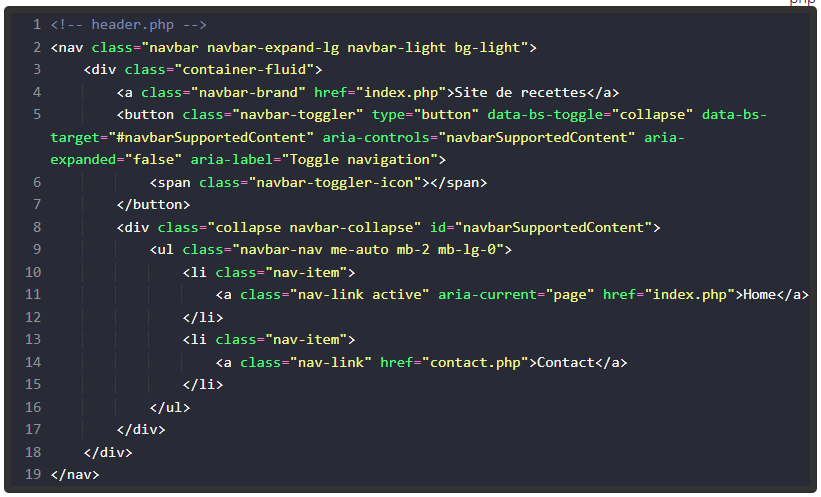 php
1 <!-- header.php -->
2 <nav class="navbar navbar-expand-lg navbar-light bg-light">
3     <div class="container-fluid">
4         <a class="navbar-brand" href="index.php">Site de recettes</a>
5         <button class="navbar-toggler" type="button" data-bs-toggle="collapse" data-bs-
target="#navbarSupportedContent" aria-controls="navbarSupportedContent" aria-
expanded="false" aria-label="Toggle navigation">
6             <span class="navbar-toggler-icon"></span>
7         </button>
8         <div class="collapse navbar-collapse" id="navbarSupportedContent">
9             <ul class="navbar-nav me-auto mb-2 mb-lg-0">
10                 <li class="nav-item">
11                     <a class="nav-link active" aria-current="page" href="index.php">Home</a>
12                 </li>
13                 <li class="nav-item">
14                     <a class="nav-link" href="contact.php">Contact</a>
15                 </li>
16             </ul>
17         </div>
18     </div>
19 </nav>